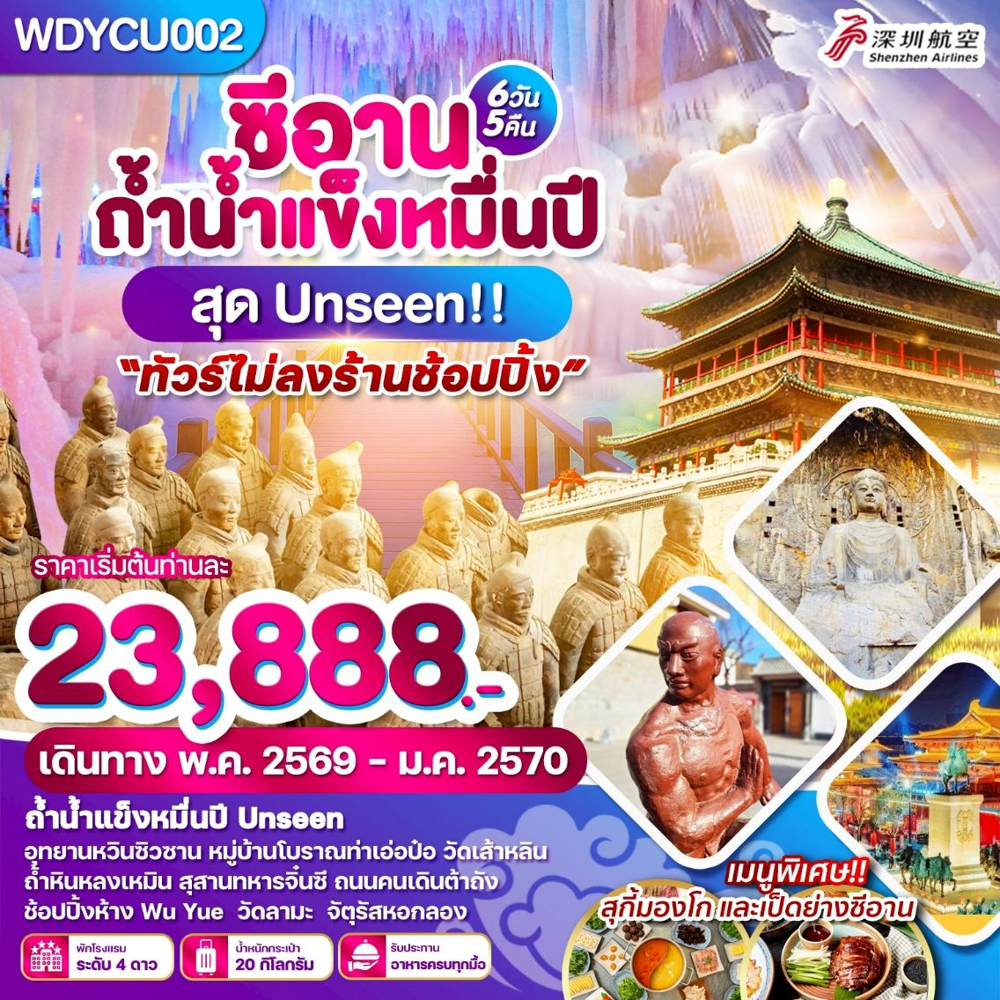 WDYCU002
深圳航空
Shenzhen Airlines
ซีอาน
6วัน
5คืน
ถ้ำน้ำแข็งหมื่นปี
สุด Unseen!!
"ทัวร์ไม่ลงร้านช้อปปิ้ง"
ราคาเริ่มต้นท่านละ
23,888.-
เดินทาง พ.ค. 2569 - ม.ค. 2570
ถ้ำน้ำแข็งหมื่นปี Unseen
อุทยานหวินซิวซาน หมู่บ้านโบราณท่าเอ่อป๋อ วัดเส้าหลิน
ถ้ำหินหลงเหมิน สุสานทหารจิ๋นซี ถนนคนเดินต้าถัง
ช้อปปิ้งห้าง Wu Yue วัดลามะ จัตุรัสหอกลอง
เมนูพิเศษ!!
สุกี้มองโก และเป็ดย่างซีอาน
พักโรงแรม
ระดับ 4 ดาว
น้ำหนักกระเป๋า
20 กิโลกรัม
รับประทาน
อาหารครบทุกมื้อ